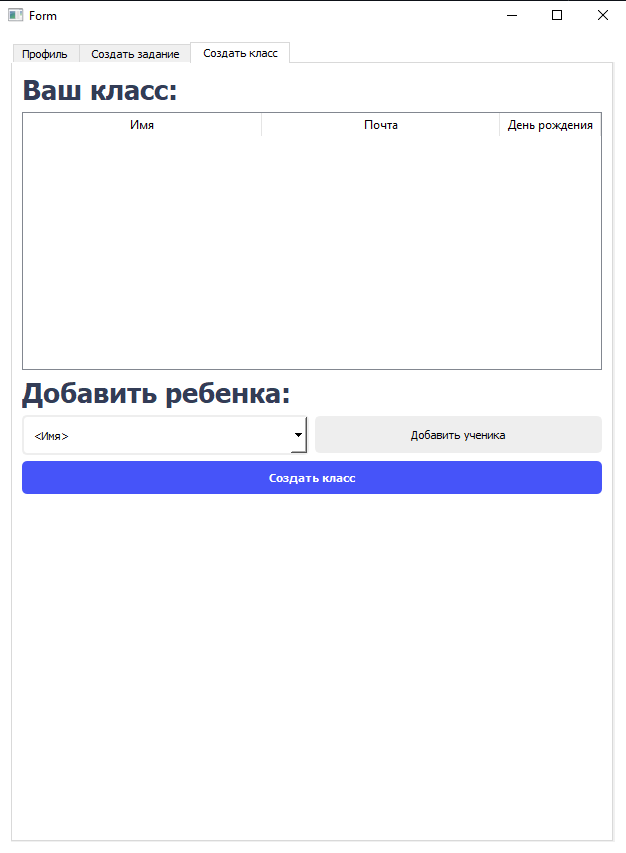 Form
Профиль Создать задание Создать класс
Ваш класс:
Имя Почта День рождения
Добавить ребенка:
<Имя> Добавить ученика
Создать класс